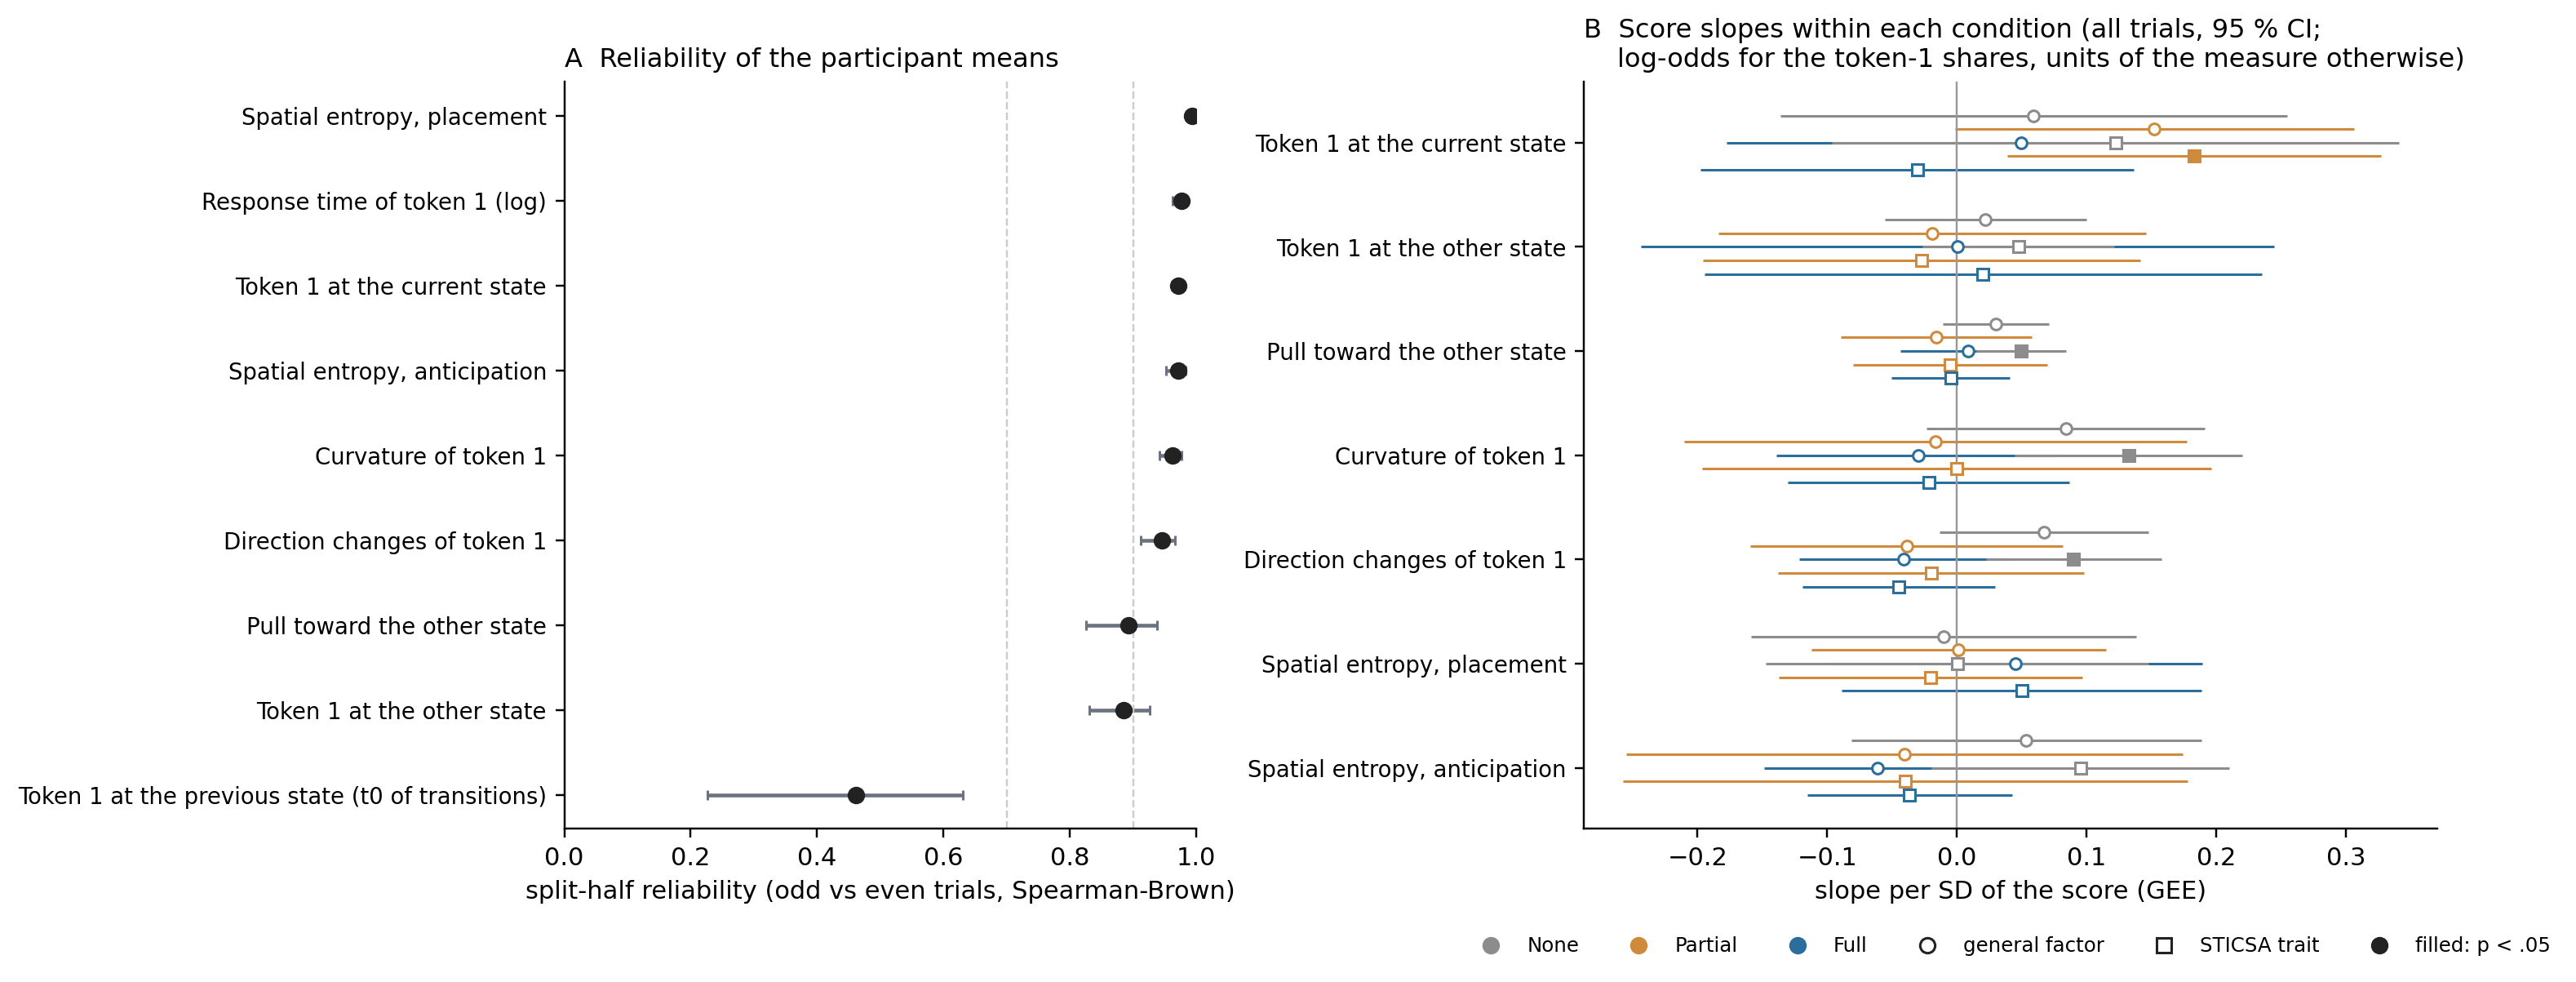 A  Reliability of the participant means
Spatial entropy, placement
Response time of token 1 (log)
Token 1 at the current state
Spatial entropy, anticipation
Curvature of token 1
Direction changes of token 1
Pull toward the other state
Token 1 at the other state
Token 1 at the previous state (t0 of transitions)
0.0 0.2 0.4 0.6 0.8 1.0
split-half reliability (odd vs even trials, Spearman-Brown)
B  Score slopes within each condition (all trials, 95 % CI;
log-odds for the token-1 shares, units of the measure otherwise)
Token 1 at the current state
Token 1 at the other state
Pull toward the other state
Curvature of token 1
Direction changes of token 1
Spatial entropy, placement
Spatial entropy, anticipation
−0.2 −0.1 0.0 0.1 0.2 0.3
slope per SD of the score (GEE)
None Partial Full general factor STICSA trait filled: p < .05